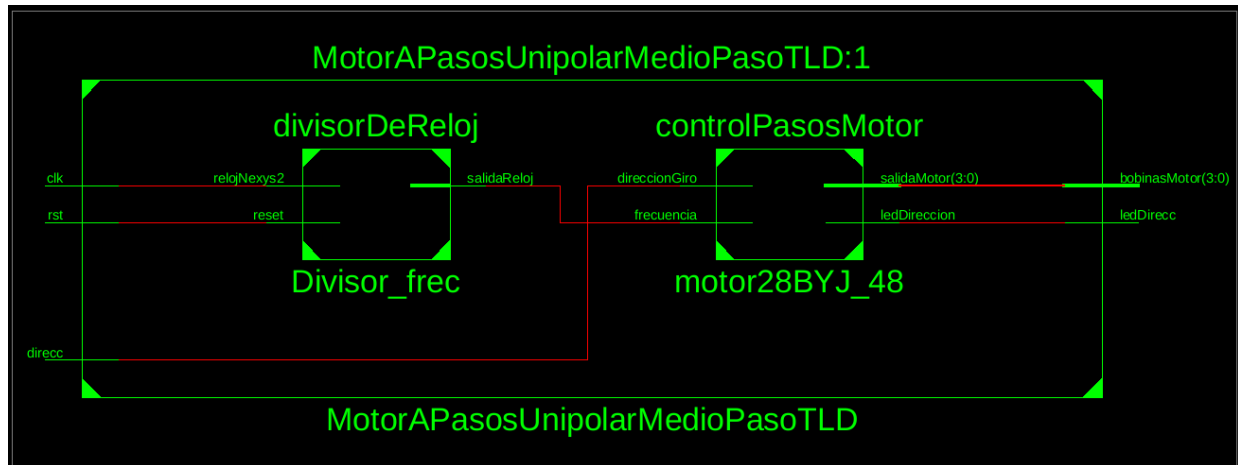 MotorAPasosUnipolarMedioPasoTLD:1
divisorDeReloj
controlPasosMotor
clk
relojNexys2
salidaReloj
direccionGiro
salidaMotor(3:0)
bobinasMotor(3:0)
rst
reset
frecuencia
ledDireccion
ledDirecc
Divisor_frec
motor28BYJ_48
direcc
MotorAPasosUnipolarMedioPasoTLD